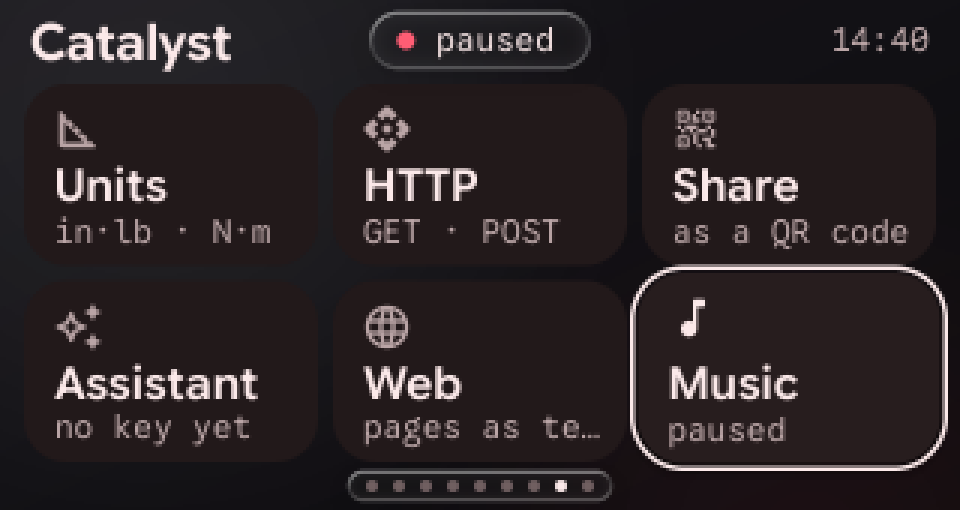 Catalyst
paused
14:40
Units
in·lb · N·m
HTTP
GET · POST
Share
as a QR code
Assistant
no key yet
Web
pages as te…
Music
paused